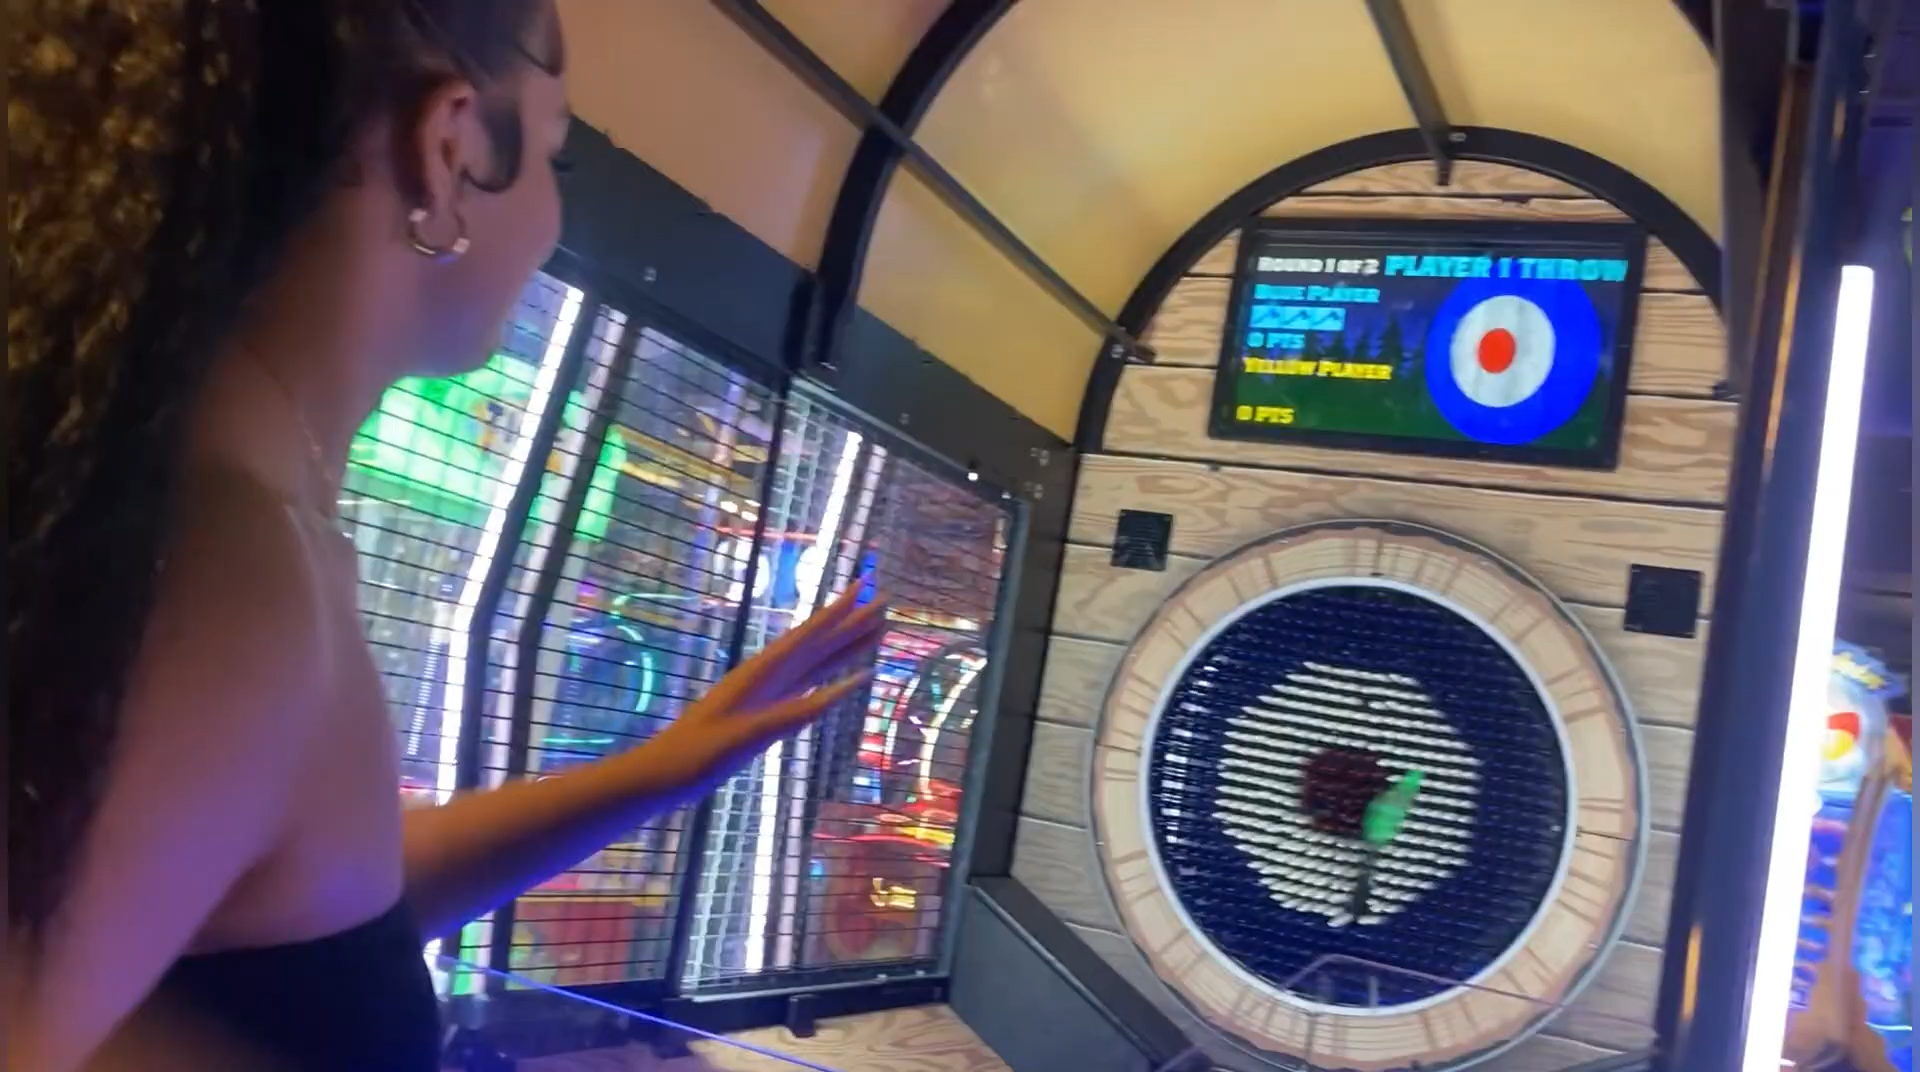 ROUND 1 OF 2 PLAYER 1 THROW
BLUE PLAYER
0 PTS
YELLOW PLAYER
0 PTS